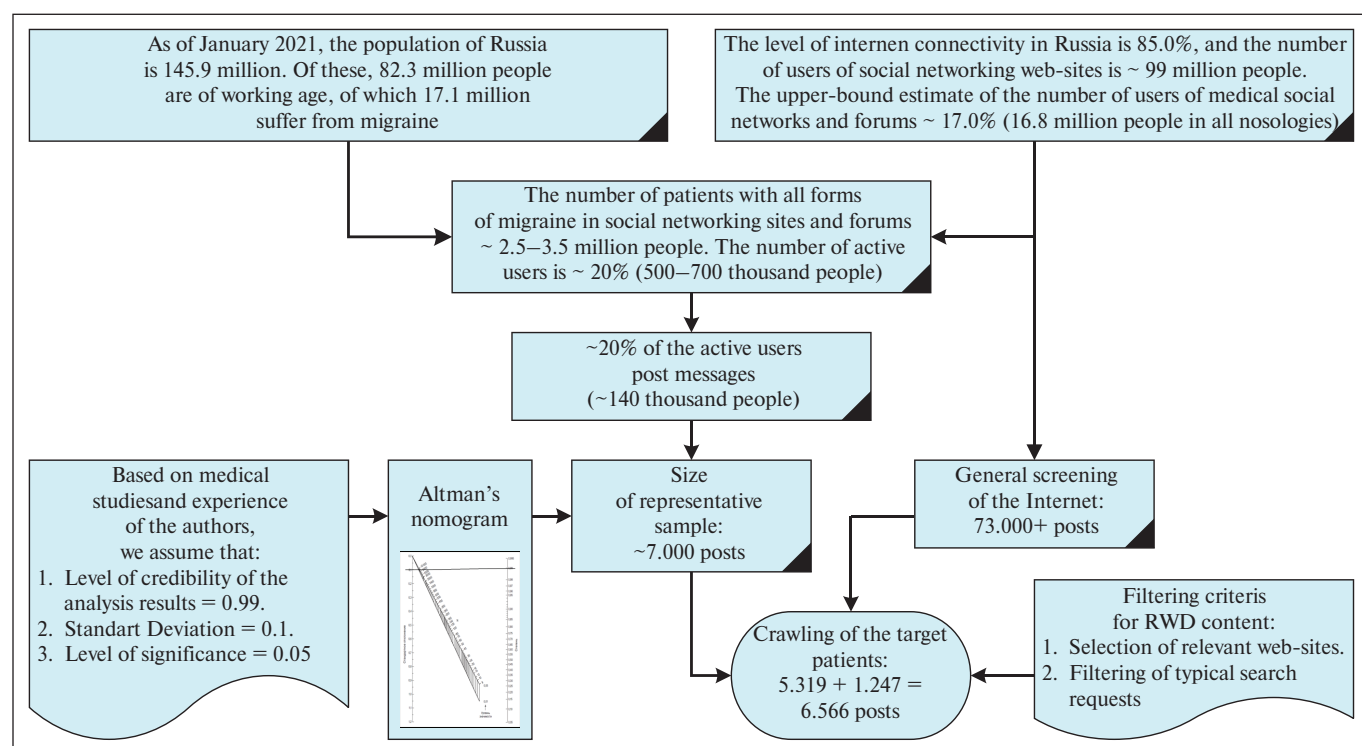 As of January 2021, the population of Russia
is 145.9 million. Of these, 82.3 million people
are of working age, of which 17.1 million
suffer from migraine
The level of internen connectivity in Russia is 85.0%, and the number
of users of social networking web-sites is ~ 99 million people.
The upper-bound estimate of the number of users of medical social
networks and forums ~ 17.0% (16.8 million people in all nosologies)
The number of patients with all forms
of migraine in social networking sites and forums
~ 2.5–3.5 million people. The number of active
users is ~ 20% (500–700 thousand people)
~20% of the active users
post messages
(~140 thousand people)
Based on medical
studiesand experience
of the authors,
we assume that:
1. Level of credibility of the
analysis results = 0.99.
2. Standart Deviation = 0.1.
3. Level of significance = 0.05
Altman's
nomogram
Size
of representative
sample:
~7.000 posts
General screening
of the Internet:
73.000+ posts
Crawling of the target
patients:
5.319 + 1.247 =
6.566 posts
Filtering criteris
for RWD content:
1. Selection of relevant web-sites.
2. Filtering of typical search
requests